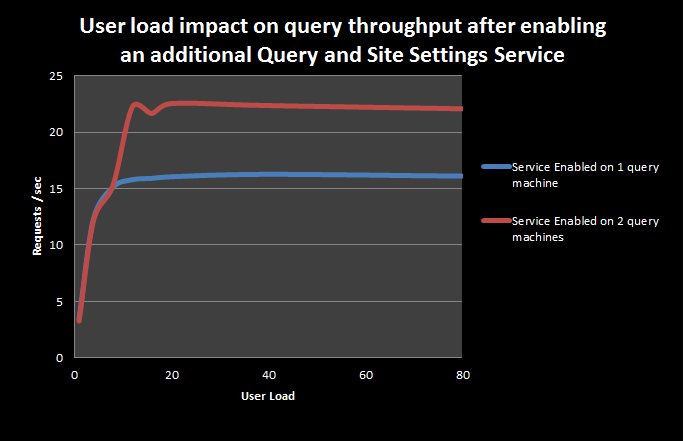 User load impact on query throughput after enabling
an additional Query and Site Settings Service
25
20
15
10
5
0
Requests /sec
0 20 40 60 80
User Load
Service Enabled on 1 query
machine
Service Enabled on 2 query
machines